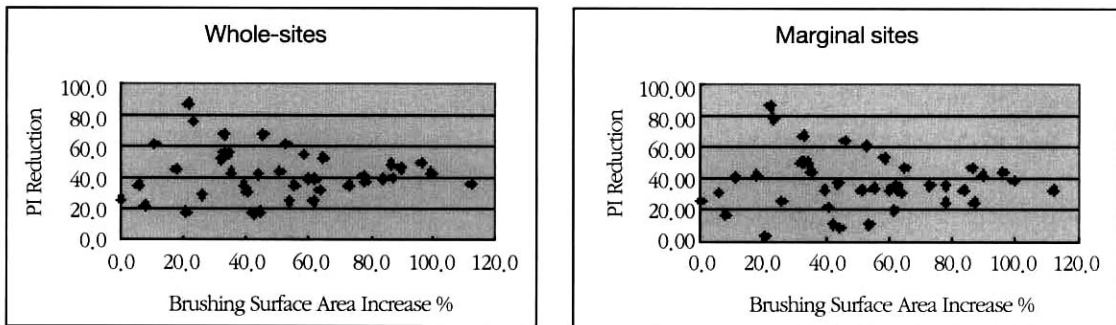 Whole-sites
PI Reduction
100.0
80.0
60.0
40.0
20.0
0.0
0.0 20.0 40.0 60.0 80.0 100.0 120.0
Brushing Surface Area Increase %
Marginal sites
PI Reduction
100.00
80.00
60.00
40.00
20.00
0.00
0.0 20.0 40.0 60.0 80.0 100.0 120.0
Brushing Surface Area Increase %